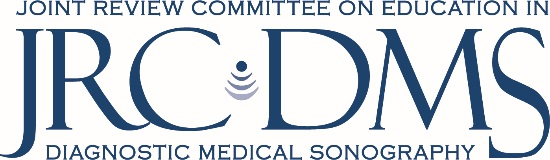 JOINT REVIEW COMMITTEE ON EDUCATION IN
JRC·DMS
DIAGNOSTIC MEDICAL SONOGRAPHY